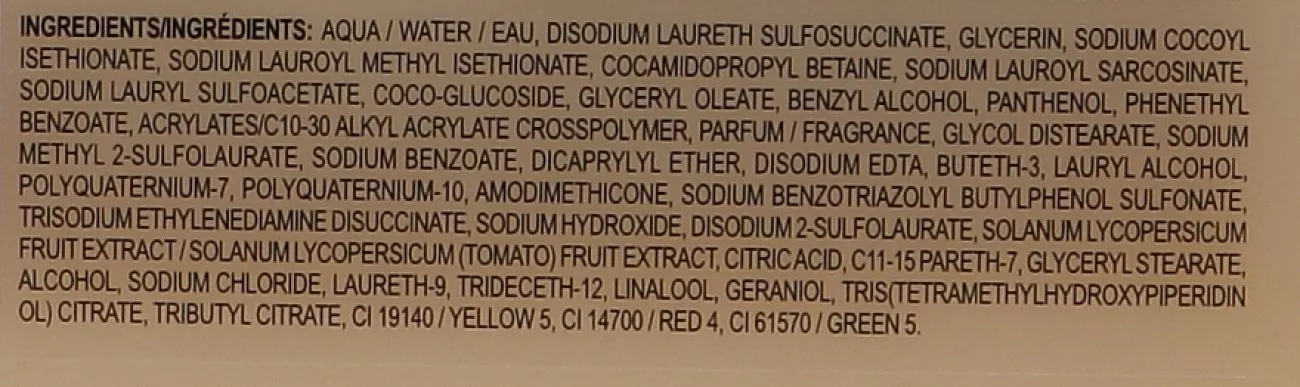 INGREDIENTS/INGRÉDIENTS: AQUA / WATER / EAU, DISODIUM LAURETH SULFOSUCCINATE, GLYCERIN, SODIUM COCOYL
ISETHIONATE, SODIUM LAUROYL METHYL ISETHIONATE, COCAMIDOPROPYL BETAINE, SODIUM LAUROYL SARCOSINATE,
SODIUM LAURYL SULFOACETATE, COCO-GLUCOSIDE, GLYCERYL OLEATE, BENZYL ALCOHOL, PANTHENOL, PHENETHYL
BENZOATE, ACRYLATES/C10-30 ALKYL ACRYLATE CROSSPOLYMER, PARFUM / FRAGRANCE, GLYCOL DISTEARATE, SODIUM
METHYL 2-SULFOLAURATE, SODIUM BENZOATE, DICAPRYLYL ETHER, DISODIUM EDTA, BUTETH-3, LAURYL ALCOHOL,
POLYQUATERNIUM-7, POLYQUATERNIUM-10, AMODIMETHICONE, SODIUM BENZOTRIAZOLYL BUTYLPHENOL SULFONATE,
TRISODIUM ETHYLENEDIAMINE DISUCCINATE, SODIUM HYDROXIDE, DISODIUM 2-SULFOLAURATE, SOLANUM LYCOPERSICUM
FRUIT EXTRACT / SOLANUM LYCOPERSICUM (TOMATO) FRUIT EXTRACT, CITRIC ACID, C11-15 PARETH-7, GLYCERYL STEARATE,
ALCOHOL, SODIUM CHLORIDE, LAURETH-9, TRIDECETH-12, LINALOOL, GERANIOL, TRIS(TETRAMETHYLHYDROXYPIPERIDIN
OL) CITRATE, TRIBUTYL CITRATE, CI 19140 / YELLOW 5, CI 14700 / RED 4, CI 61570 / GREEN 5.